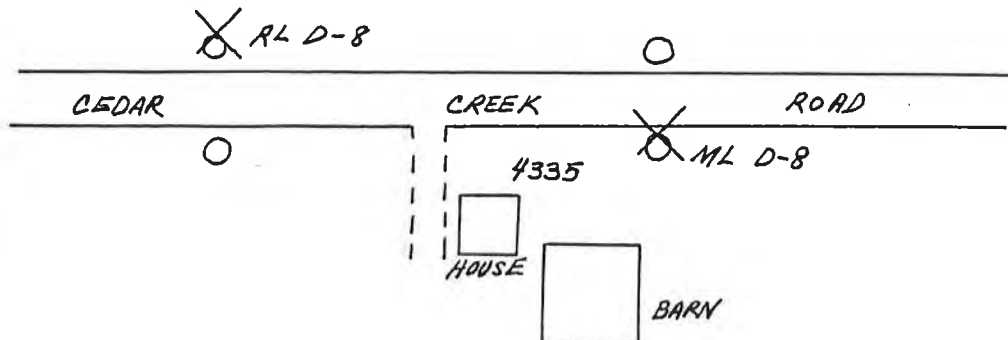 RL D-8
CEDAR CREEK ROAD
ML D-8
4335
HOUSE
BARN